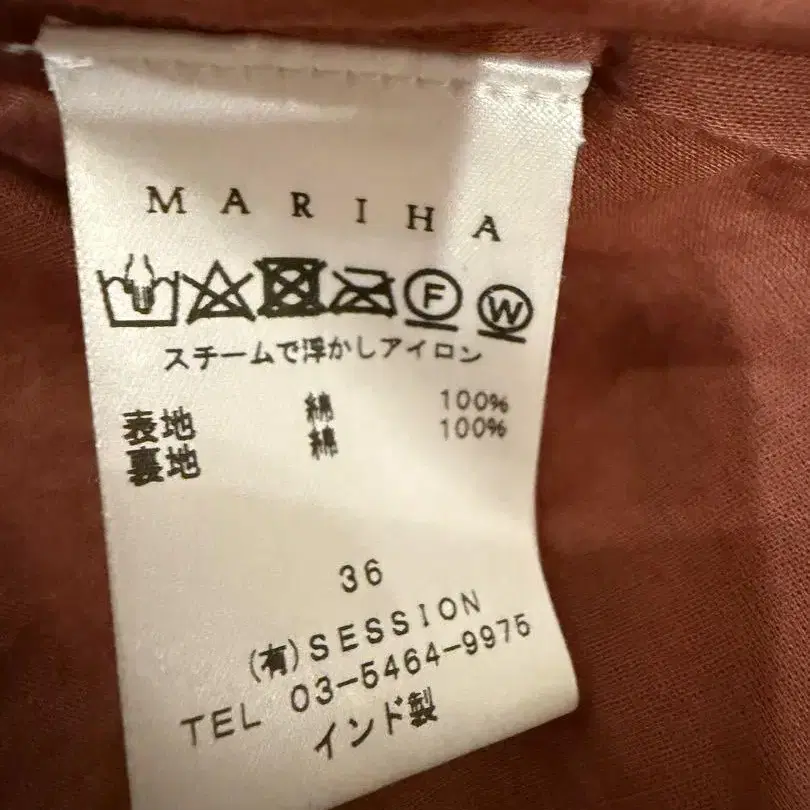 MARIHA
F W
スチームで浮かしアイロン
表地 綿 100%
裏地 綿 100%
36
(有)SESSION
TEL 03-5464-9975
インド製